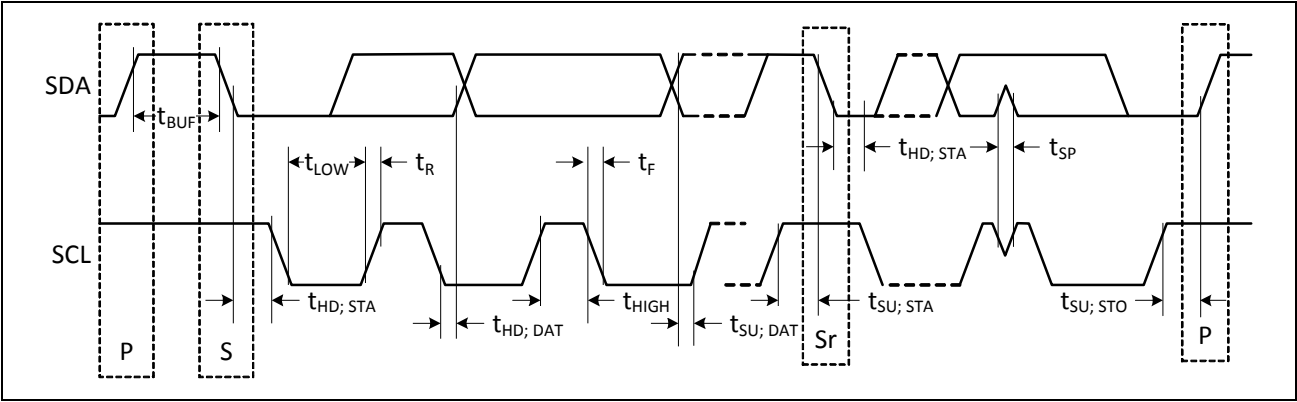 SDA
tBUF
tLOW
tR
tF
tHD; STA
tSP
SCL
tHD; STA
tHD; DAT
tHIGH
tSU; DAT
tSU; STA
tSU; STO
P
S
Sr
P